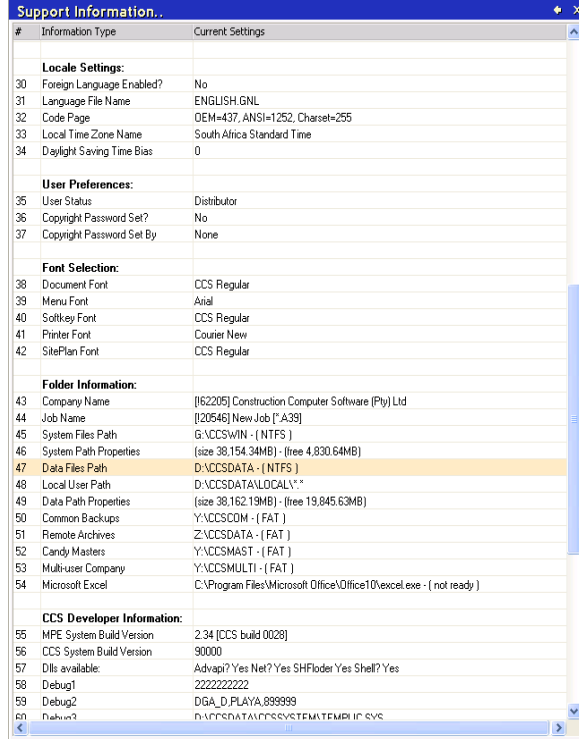 Support Information..
# Information Type Current Settings
Locale Settings:
30 Foreign Language Enabled? No
31 Language File Name ENGLISH.GNL
32 Code Page OEM=437, ANSI=1252, Charset=255
33 Local Time Zone Name South Africa Standard Time
34 Daylight Saving Time Bias 0
User Preferences:
35 User Status Distributor
36 Copyright Password Set? No
37 Copyright Password Set By None
Font Selection:
38 Document Font CCS Regular
39 Menu Font Arial
40 Softkey Font CCS Regular
41 Printer Font Courier New
42 SitePlan Font CCS Regular
Folder Information:
43 Company Name [!62205] Construction Computer Software (Pty) Ltd
44 Job Name [!20546] New Job [*.A39]
45 System Files Path G:\CCSWIN - ( NTFS )
46 System Path Properties (size 38,154.34MB) - (free 4,830.64MB)
47 Data Files Path D:\CCSDATA - ( NTFS )
48 Local User Path D:\CCSDATA\LOCAL\*.*
49 Data Path Properties (size 38,162.19MB) - (free 19,845.63MB)
50 Common Backups Y:\CCSCOM - ( FAT )
51 Remote Archives Z:\CCSDATA - ( FAT )
52 Candy Masters Y:\CCSMAST - ( FAT )
53 Multi-user Company Y:\CCSMULTI - ( FAT )
54 Microsoft Excel C:\Program Files\Microsoft Office\Office10\excel.exe - ( not ready )
CCS Developer Information:
55 MPE System Build Version 2.34 [CCS build 0028]
56 CCS System Build Version 90000
57 Dlls available: Advapi? Yes Net? Yes SHFloder Yes Shell? Yes
58 Debug1 2222222222
59 Debug2 DGA_D,PLAYA,899999
60 Debug3 D:\CCSDATA\CCSSYSTEM\TEMPLIC.SYS